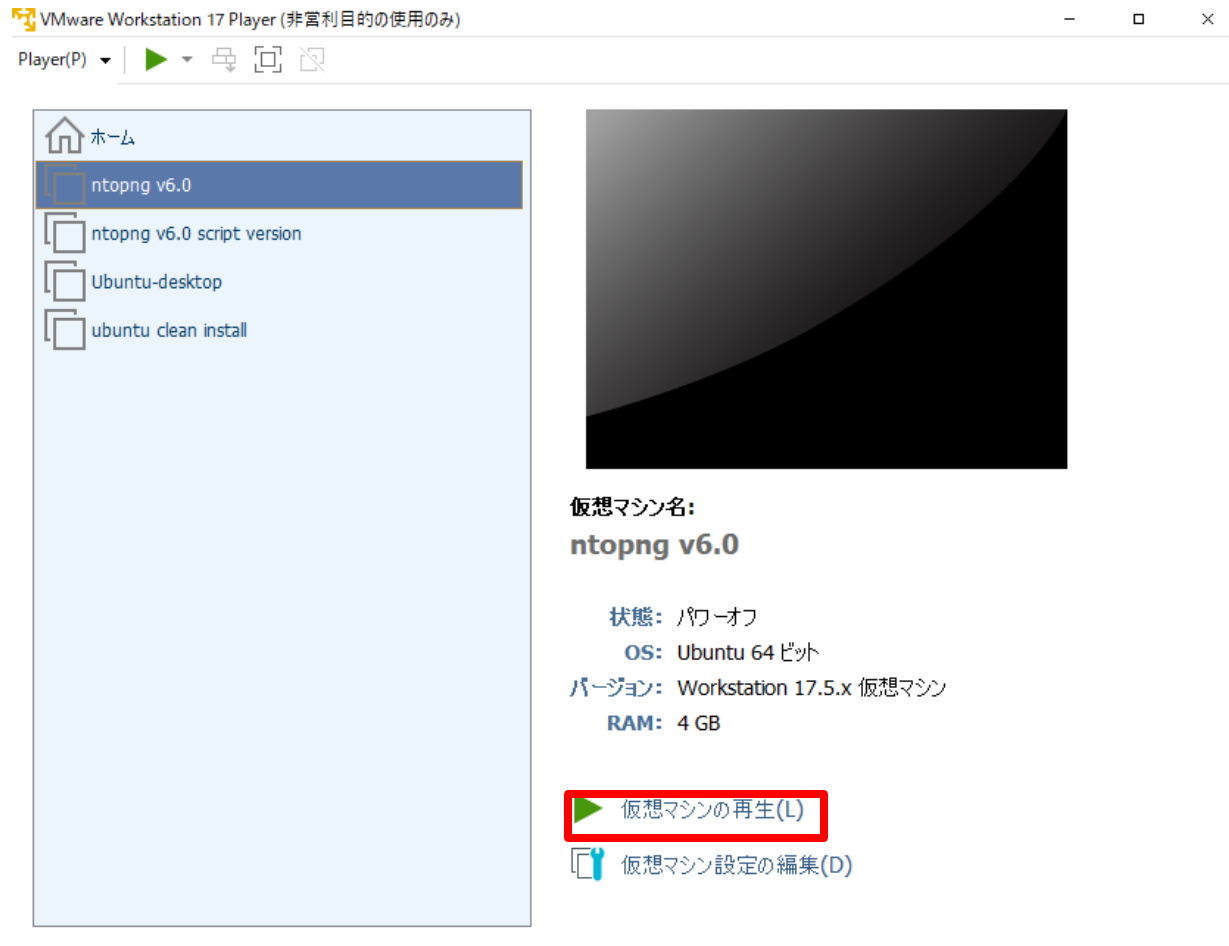 VMware Workstation 17 Player (非営利目的の使用のみ)
Player(P)
ホーム
ntopng v6.0
ntopng v6.0 script version
Ubuntu-desktop
ubuntu clean install
仮想マシン名:
ntopng v6.0
状態: パワーオフ
OS: Ubuntu 64 ビット
バージョン: Workstation 17.5.x 仮想マシン
RAM: 4 GB
仮想マシンの再生(L)
仮想マシン設定の編集(D)